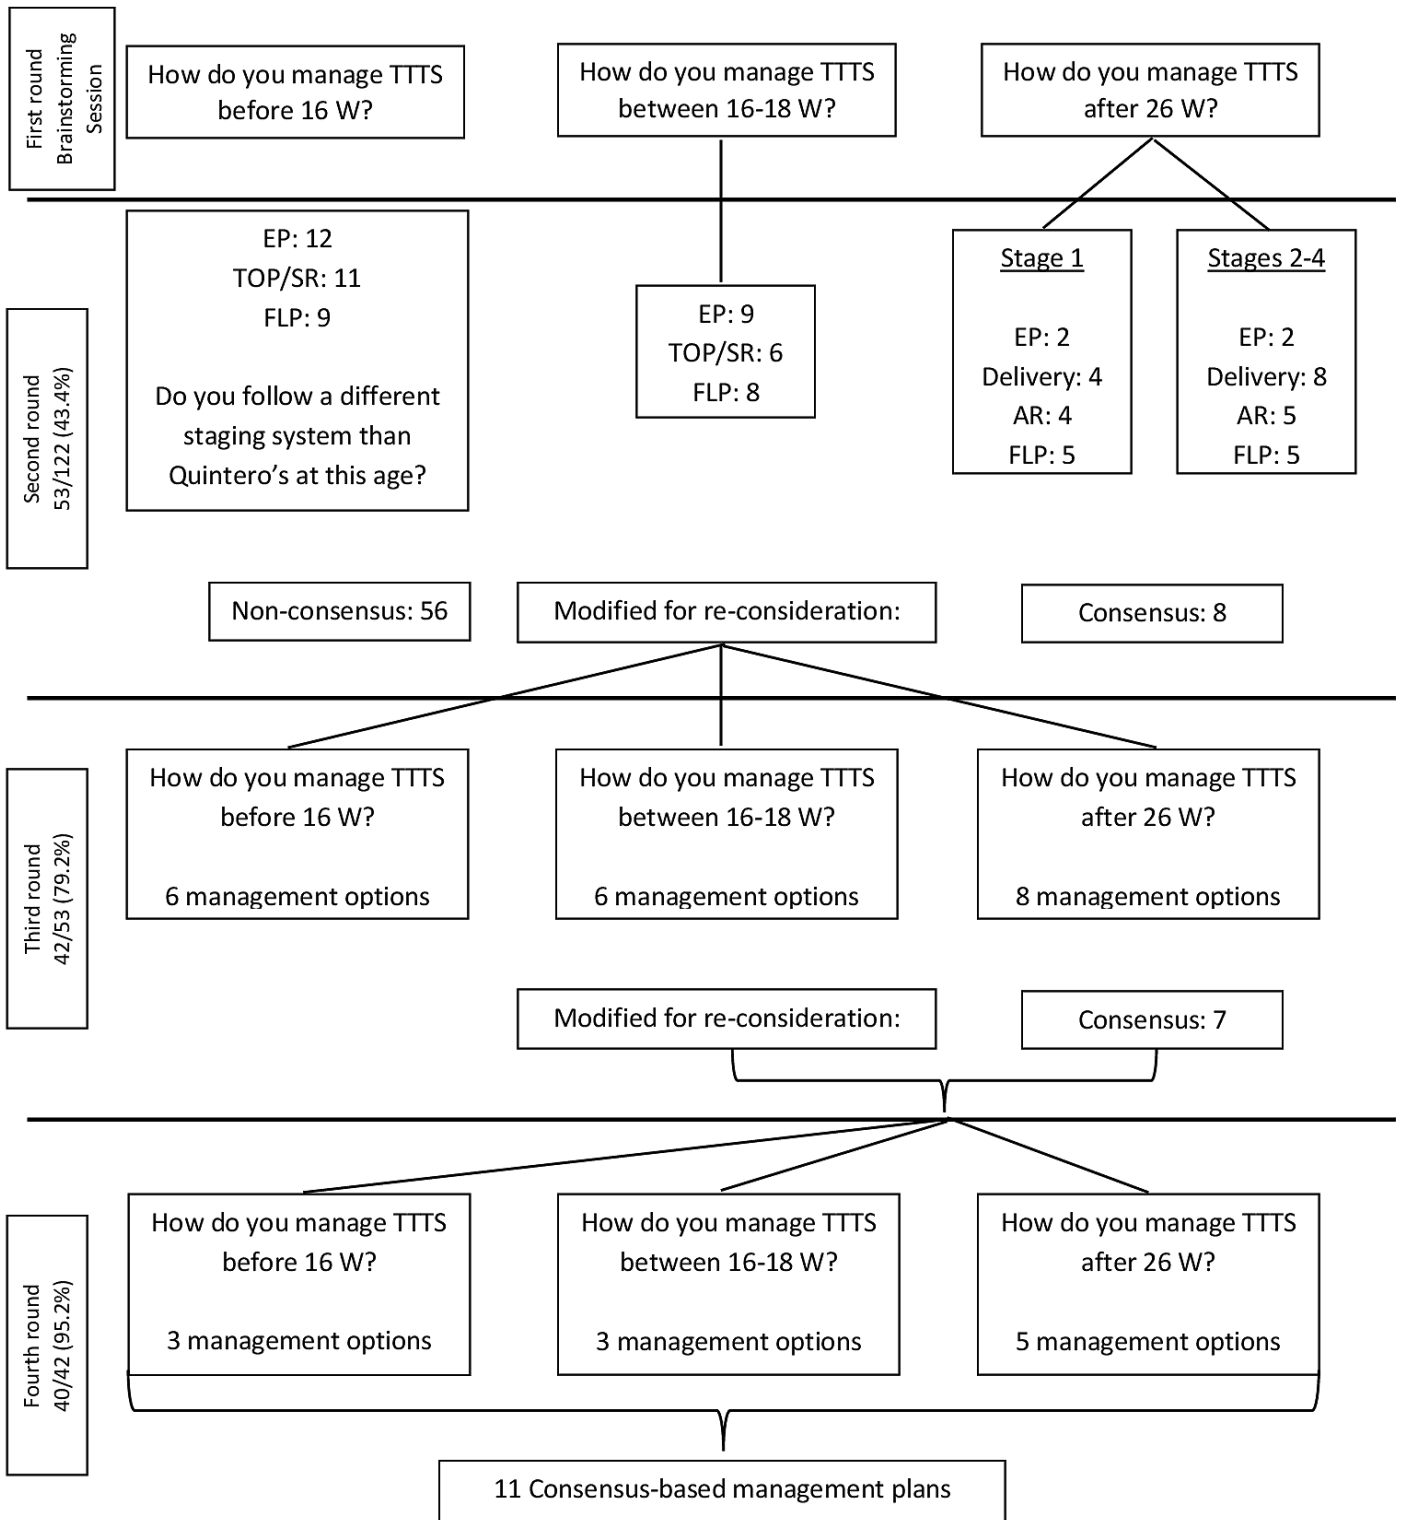 First round
Brainstorming
Session
How do you manage TTTS
before 16 W?
How do you manage TTTS
between 16-18 W?
How do you manage TTTS
after 26 W?
Second round
53/122 (43.4%)
EP: 12
TOP/SR: 11
FLP: 9
Do you follow a different
staging system than
Quintero’s at this age?
EP: 9
TOP/SR: 6
FLP: 8
Stage 1
EP: 2
Delivery: 4
AR: 4
FLP: 5
Stages 2-4
EP: 2
Delivery: 8
AR: 5
FLP: 5
Non-consensus: 56
Modified for re-consideration:
Consensus: 8
Third round
42/53 (79.2%)
How do you manage TTTS
before 16 W?
6 management options
How do you manage TTTS
between 16-18 W?
6 management options
How do you manage TTTS
after 26 W?
8 management options
Modified for re-consideration:
Consensus: 7
Fourth round
40/42 (95.2%)
How do you manage TTTS
before 16 W?
3 management options
How do you manage TTTS
between 16-18 W?
3 management options
How do you manage TTTS
after 26 W?
5 management options
11 Consensus-based management plans